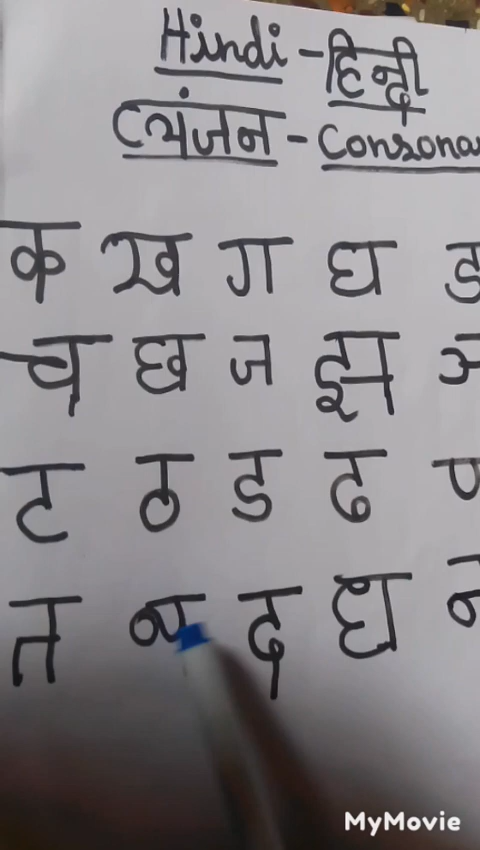 Hindi - हिन्दी
व्यंजन - Consona
क ख ग घ ङ
च छ ज झ
ट ठ ड ढ ण
त थ द ध न
MyMovie